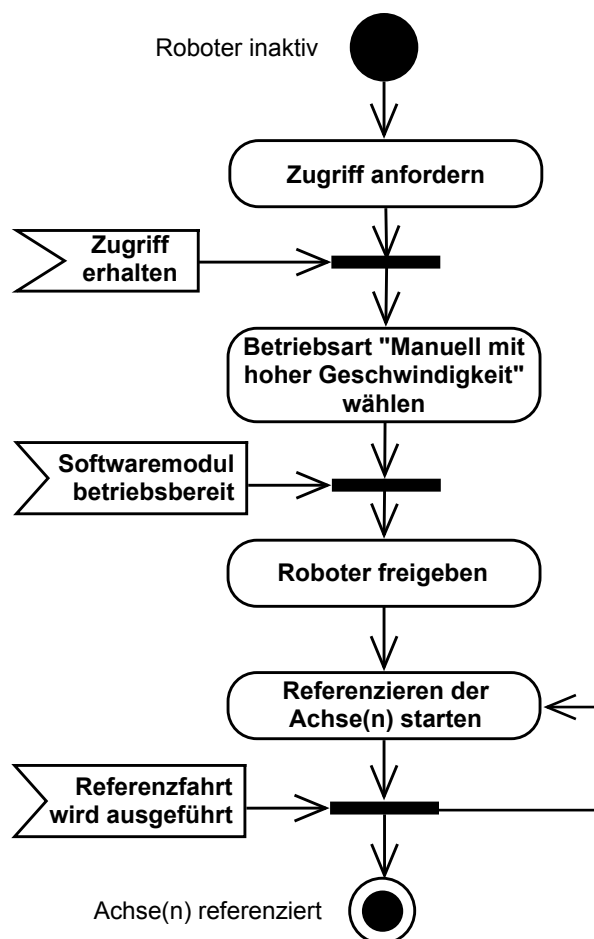 Roboter inaktiv
Zugriff anfordern
Zugriff
erhalten
Betriebsart "Manuell mit
hoher Geschwindigkeit"
wählen
Softwaremodul
betriebsbereit
Roboter freigeben
Referenzieren der
Achse(n) starten
Referenzfahrt
wird ausgeführt
Achse(n) referenziert